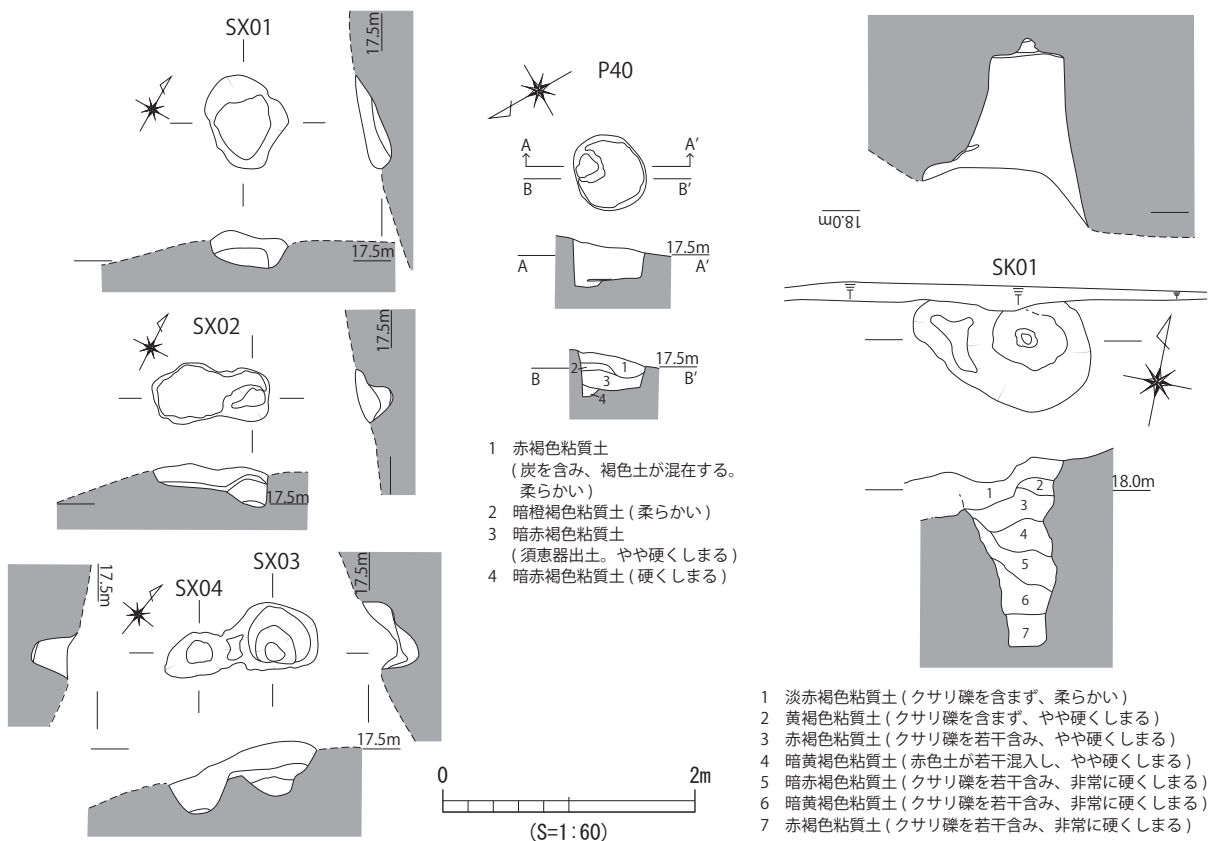 SX01
17.5m
17.5m
SX02
17.5m
17.5m
SX03
SX04
17.5m
17.5m
17.5m
P40
A A'
B B'
17.5m
A A'
17.5m
B B'
1
2
3
4
1 赤褐色粘質土
(炭を含み、褐色土が混在する。
柔らかい)
2 暗橙褐色粘質土(柔らかい)
3 暗赤褐色粘質土
(須恵器出土。やや硬くしまる)
4 暗赤褐色粘質土(硬くしまる)
0 2m
(S=1:60)
18.0m
SK01
18.0m
1
2
3
4
5
6
7
1 淡赤褐色粘質土(クサリ礫を含まず、柔らかい)
2 黄褐色粘質土(クサリ礫を含まず、やや硬くしまる)
3 赤褐色粘質土(クサリ礫を若干含み、やや硬くしまる)
4 暗黄褐色粘質土(赤色土が若干混入し、やや硬くしまる)
5 暗赤褐色粘質土(クサリ礫を若干含み、非常に硬くしまる)
6 暗黄褐色粘質土(クサリ礫を若干含み、非常に硬くしまる)
7 赤褐色粘質土(クサリ礫を若干含み、非常に硬くしまる)